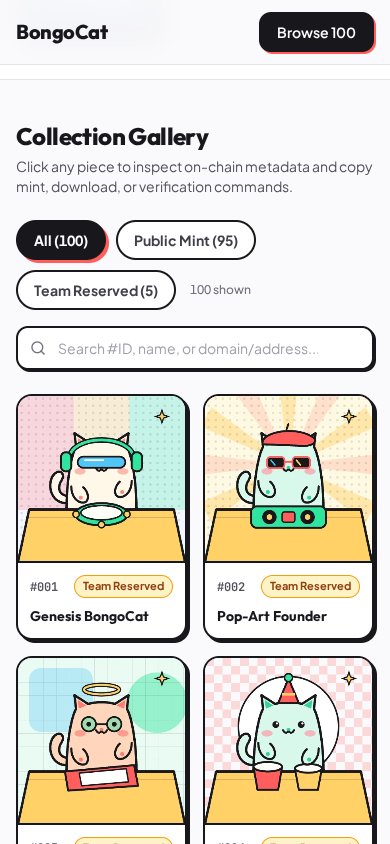 BongoCat
Browse 100
Collection Gallery
Click any piece to inspect on-chain metadata and copy
mint, download, or verification commands.
All (100)
Public Mint (95)
Team Reserved (5)
100 shown
Search #ID, name, or domain/address...
#001
Team Reserved
Genesis BongoCat
#002
Team Reserved
Pop-Art Founder